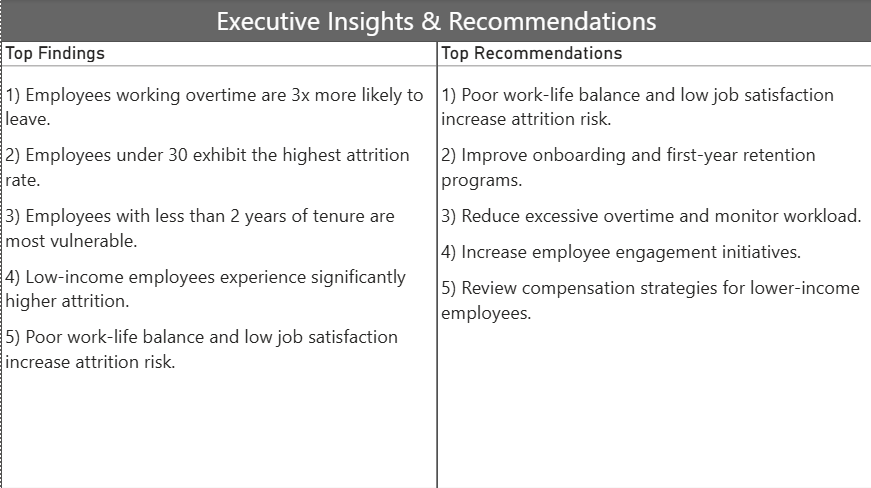 Executive Insights & Recommendations
Top Findings
1) Employees working overtime are 3x more likely to
leave.
2) Employees under 30 exhibit the highest attrition
rate.
3) Employees with less than 2 years of tenure are
most vulnerable.
4) Low-income employees experience significantly
higher attrition.
5) Poor work-life balance and low job satisfaction
increase attrition risk.
Top Recommendations
1) Poor work-life balance and low job satisfaction
increase attrition risk.
2) Improve onboarding and first-year retention
programs.
3) Reduce excessive overtime and monitor workload.
4) Increase employee engagement initiatives.
5) Review compensation strategies for lower-income
employees.